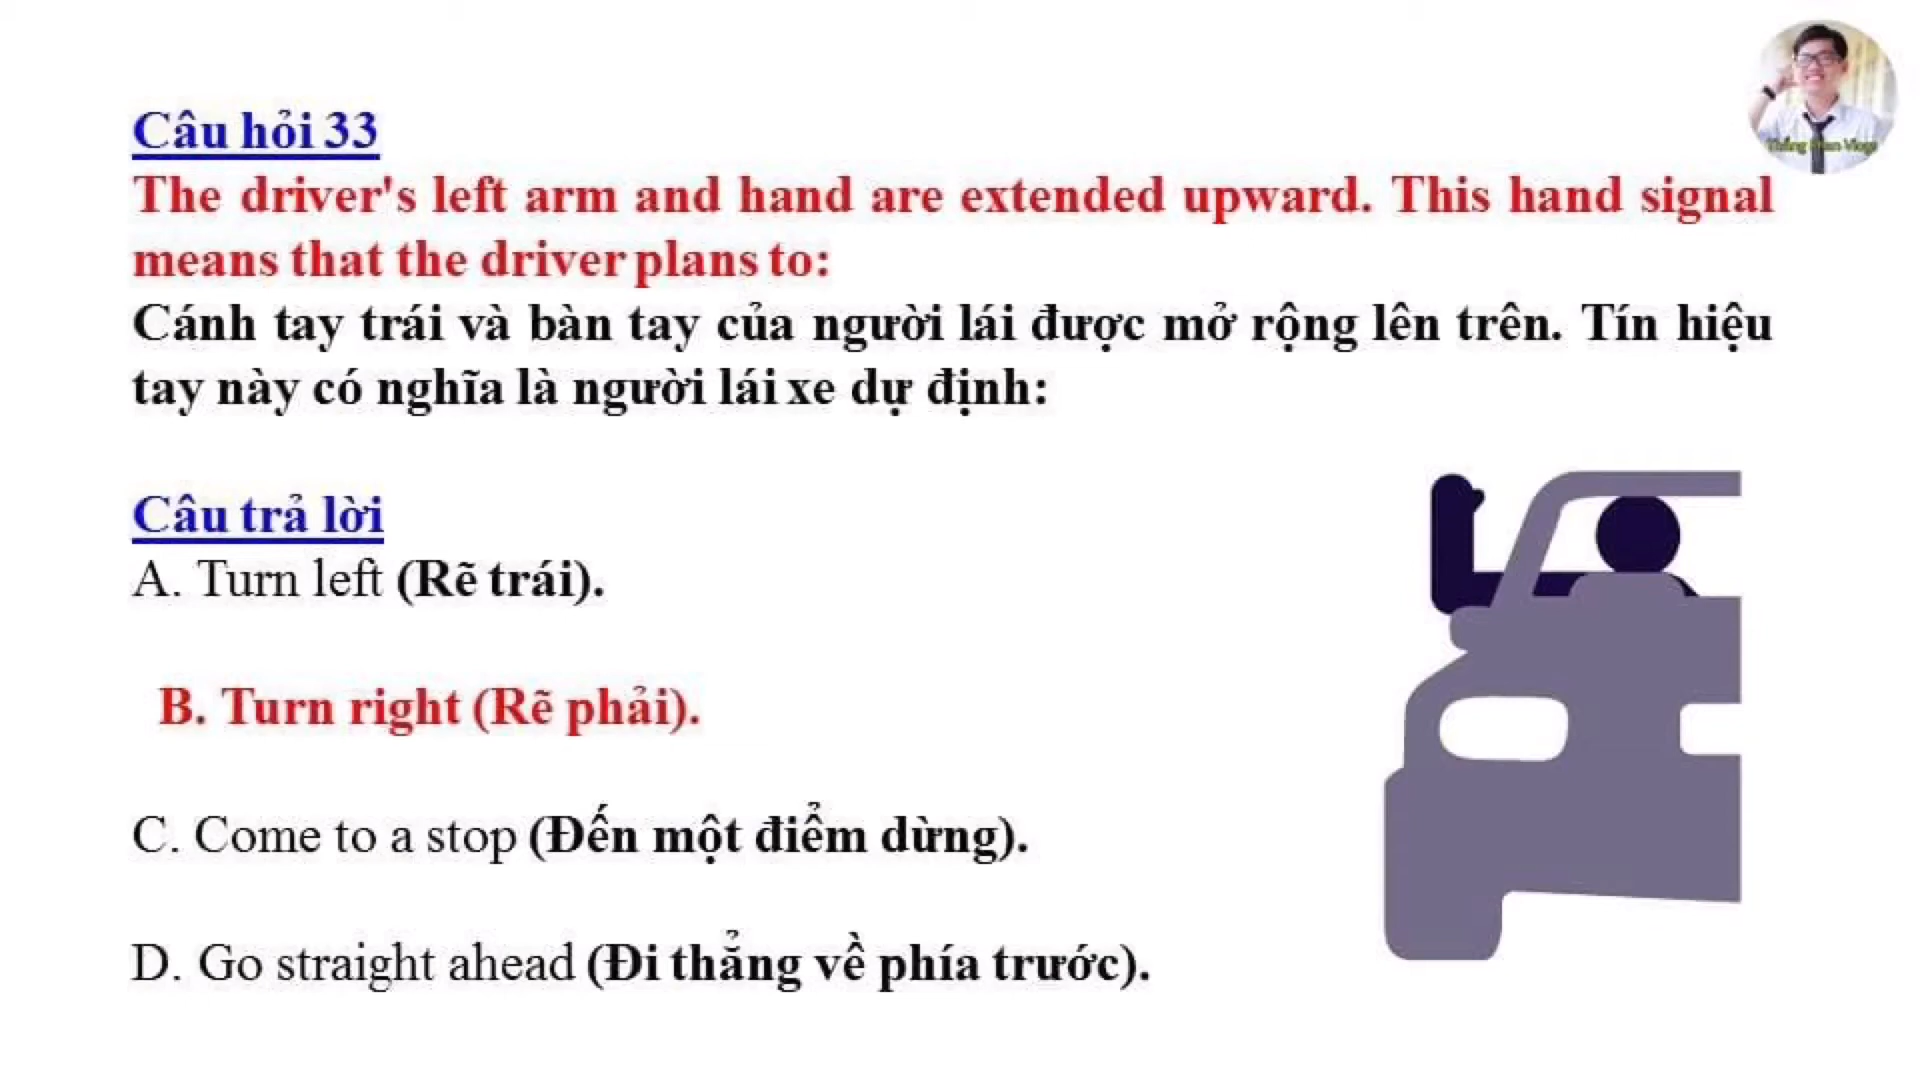 Câu hỏi 33
The driver's left arm and hand are extended upward. This hand signal
means that the driver plans to:
Cánh tay trái và bàn tay của người lái được mở rộng lên trên. Tín hiệu
tay này có nghĩa là người lái xe dự định:
Câu trả lời
A. Turn left (Rẽ trái).
B. Turn right (Rẽ phải).
C. Come to a stop (Đến một điểm dừng).
D. Go straight ahead (Đi thẳng về phía trước).